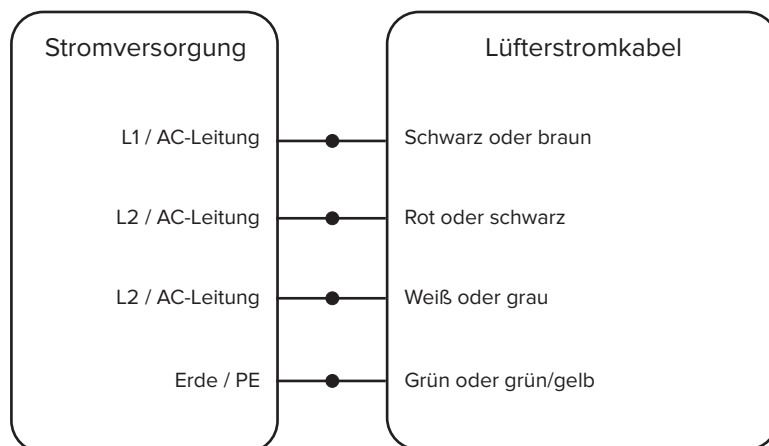 Stromversorgung
Lüfterstromkabel
L1 / AC-Leitung
Schwarz oder braun
L2 / AC-Leitung
Rot oder schwarz
L2 / AC-Leitung
Weiß oder grau
Erde / PE
Grün oder grün/gelb